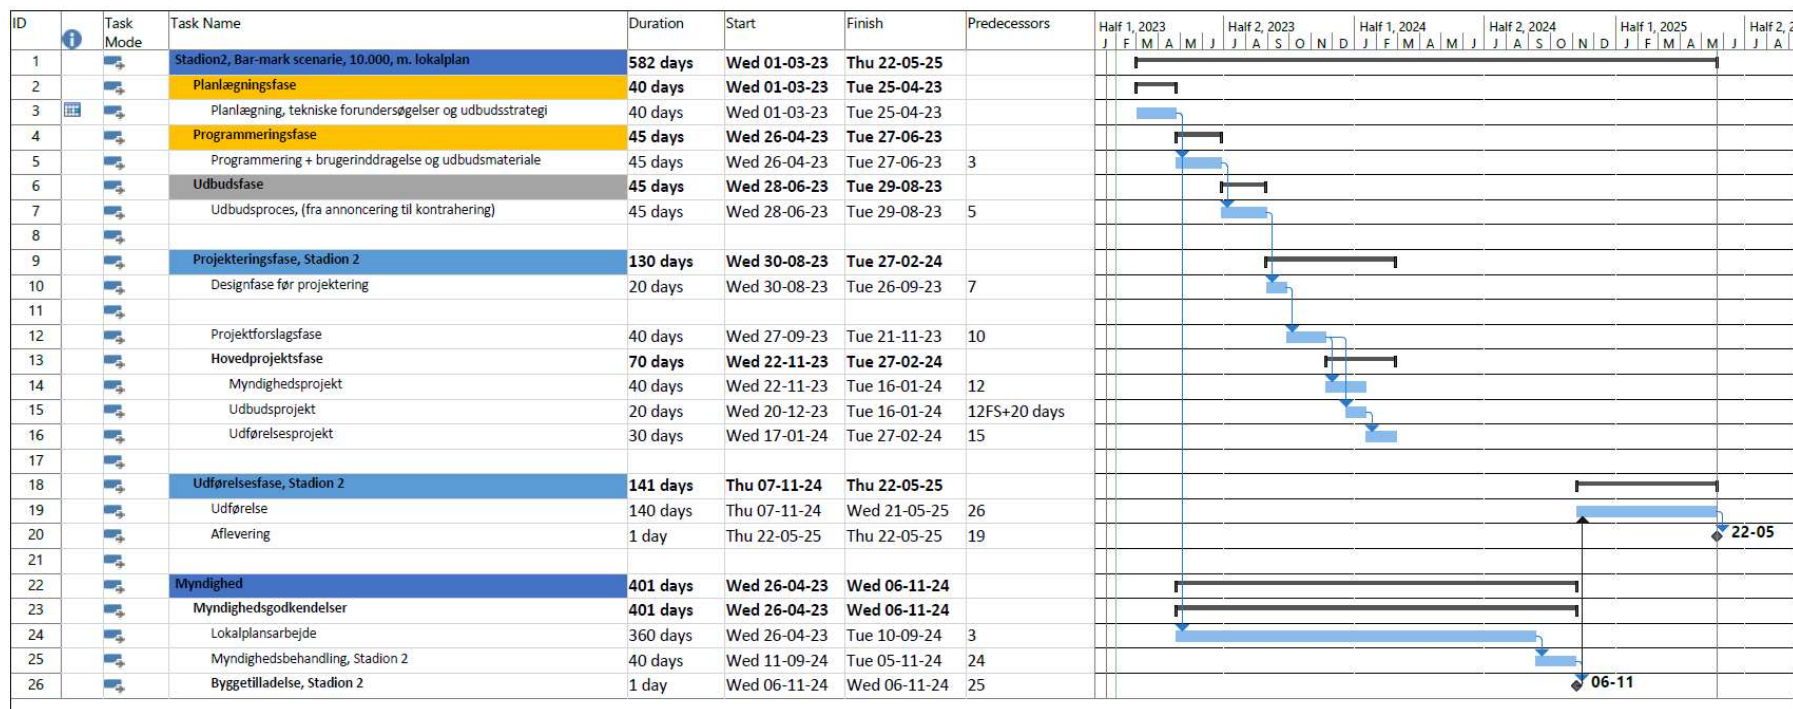 ID Task Mode Task Name Duration Start Finish Predecessors
Half 1, 2023 Half 2, 2023 Half 1, 2024 Half 2, 2024 Half 1, 2025 Half 2, 2
J F M A M J J A S O N D J F M A M J J A S O N D J F M A M J J A
1 Stadion2, Bar-mark scenarie, 10.000, m. lokalplan 582 days Wed 01-03-23 Thu 22-05-25
2 Planlægningsfase 40 days Wed 01-03-23 Tue 25-04-23
3 Planlægning, tekniske forundersøgelser og udbudsstrategi 40 days Wed 01-03-23 Tue 25-04-23
4 Programmeringsfase 45 days Wed 26-04-23 Tue 27-06-23
5 Programmering + brugerinddragelse og udbudsmateriale 45 days Wed 26-04-23 Tue 27-06-23 3
6 Udbudsfase 45 days Wed 28-06-23 Tue 29-08-23
7 Udbudsproces, (fra annoncering til kontrahering) 45 days Wed 28-06-23 Tue 29-08-23 5
8
9 Projekteringsfase, Stadion 2 130 days Wed 30-08-23 Tue 27-02-24
10 Designfase før projektering 20 days Wed 30-08-23 Tue 26-09-23 7
11
12 Projektforslagsfase 40 days Wed 27-09-23 Tue 21-11-23 10
13 Hovedprojektsfase 70 days Wed 22-11-23 Tue 27-02-24
14 Myndighedsprojekt 40 days Wed 22-11-23 Tue 16-01-24 12
15 Udbudsprojekt 20 days Wed 20-12-23 Tue 16-01-24 12FS+20 days
16 Udførelsesprojekt 30 days Wed 17-01-24 Tue 27-02-24 15
17
18 Udførelsesfase, Stadion 2 141 days Thu 07-11-24 Thu 22-05-25
19 Udførelse 140 days Thu 07-11-24 Wed 21-05-25 26
20 Aflevering 1 day Thu 22-05-25 Thu 22-05-25 19 22-05
21
22 Myndighed 401 days Wed 26-04-23 Wed 06-11-24
23 Myndighedsgodkendelser 401 days Wed 26-04-23 Wed 06-11-24
24 Lokalplansarbejde 360 days Wed 26-04-23 Tue 10-09-24 3
25 Myndighedsbehandling, Stadion 2 40 days Wed 11-09-24 Tue 05-11-24 24
26 Byggetilladelse, Stadion 2 1 day Wed 06-11-24 Wed 06-11-24 25 06-11